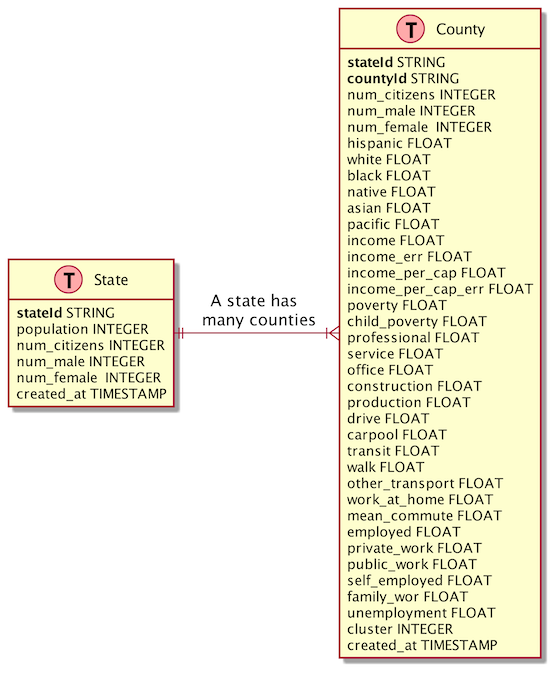 T State
stateId STRING
population INTEGER
num_citizens INTEGER
num_male INTEGER
num_female  INTEGER
created_at TIMESTAMP
A state has
many counties
T County
stateId STRING
countyId STRING
num_citizens INTEGER
num_male INTEGER
num_female  INTEGER
hispanic FLOAT
white FLOAT
black FLOAT
native FLOAT
asian FLOAT
pacific FLOAT
income FLOAT
income_err FLOAT
income_per_cap FLOAT
income_per_cap_err FLOAT
poverty FLOAT
child_poverty FLOAT
professional FLOAT
service FLOAT
office FLOAT
construction FLOAT
production FLOAT
drive FLOAT
carpool FLOAT
transit FLOAT
walk FLOAT
other_transport FLOAT
work_at_home FLOAT
mean_commute FLOAT
employed FLOAT
private_work FLOAT
public_work FLOAT
self_employed FLOAT
family_wor FLOAT
unemployment FLOAT
cluster INTEGER
created_at TIMESTAMP